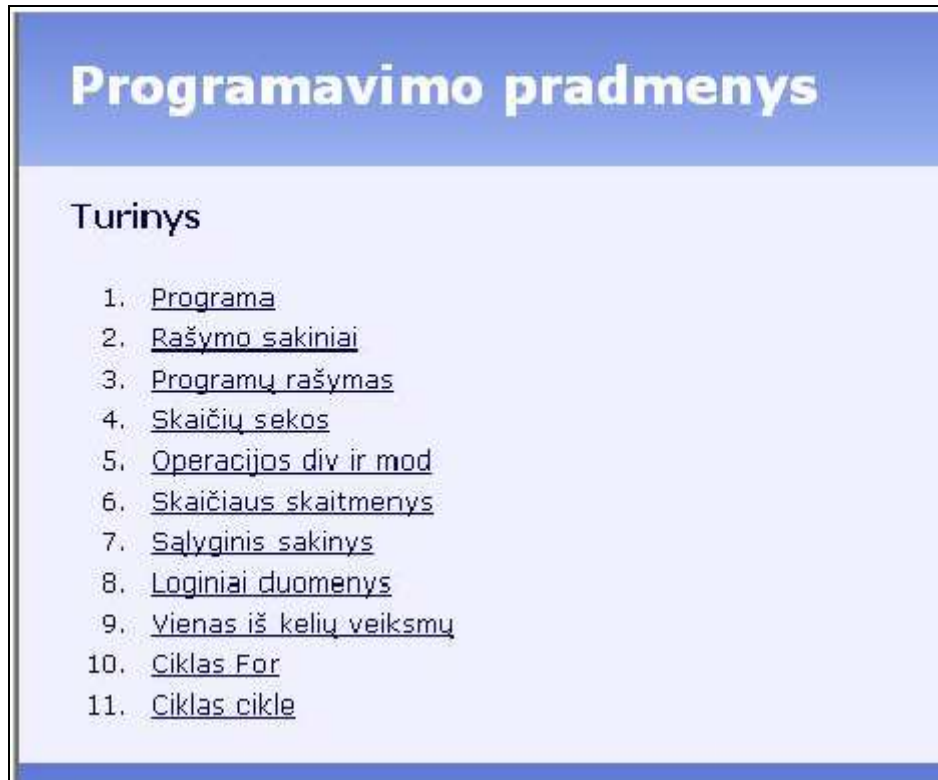 Programavimo pradmenys
Turinys
1. Programa
2. Rašymo sakiniai
3. Programų rašymas
4. Skaičių sekos
5. Operacijos div ir mod
6. Skaičiaus skaitmenys
7. Sąlyginis sakinys
8. Loginiai duomenys
9. Vienas iš kelių veiksmų
10. Ciklas For
11. Ciklas cikle